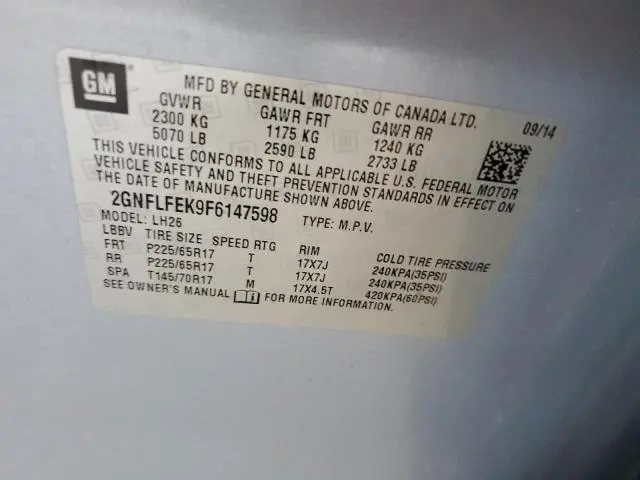 GM
MFD BY GENERAL MOTORS OF CANADA LTD. 09/14
GVWR GAWR FRT GAWR RR
2300 KG 1175 KG 1240 KG
5070 LB 2590 LB 2733 LB
THIS VEHICLE CONFORMS TO ALL APPLICABLE U.S. FEDERAL MOTOR
VEHICLE SAFETY AND THEFT PREVENTION STANDARDS IN EFFECT ON
THE DATE OF MANUFACTURE SHOWN ABOVE.
2GNFLFEK9F6147598 TYPE: M.P.V.
MODEL: LH26
LBBV TIRE SIZE SPEED RTG RIM COLD TIRE PRESSURE
FRT P225/65R17 T 17X7J 240KPA(35PSI)
RR P225/65R17 T 17X7J 240KPA(35PSI)
SPA T145/70R17 M 17X4.5T 420KPA(60PSI)
SEE OWNER'S MANUAL FOR MORE INFORMATION.